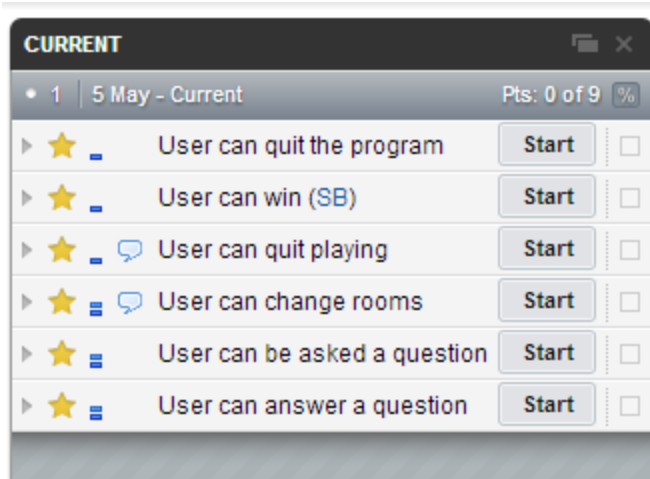 CURRENT
1 5 May - Current Pts: 0 of 9 %
User can quit the program Start
User can win (SB) Start
User can quit playing Start
User can change rooms Start
User can be asked a question Start
User can answer a question Start